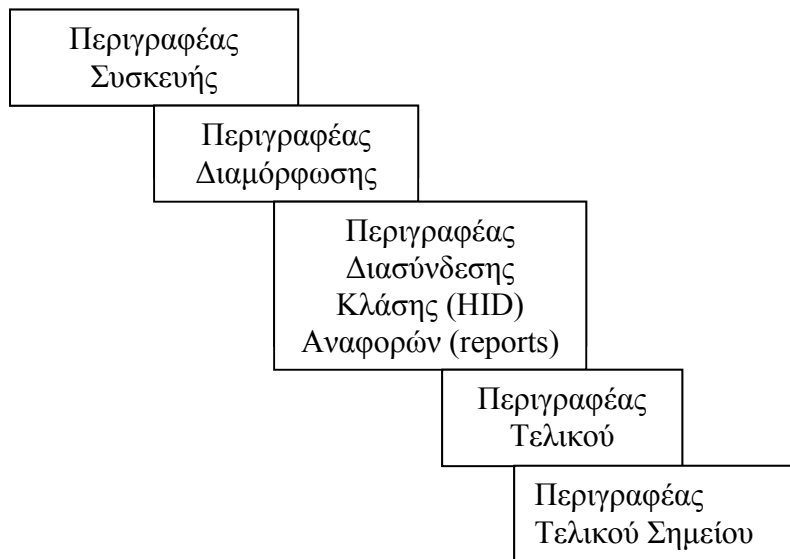 Περιγραφέας
Συσκευής
Περιγραφέας
Διαμόρφωσης
Περιγραφέας
Διασύνδεσης
Κλάσης (HID)
Αναφορών (reports)
Περιγραφέας
Τελικού
Περιγραφέας
Τελικού Σημείου